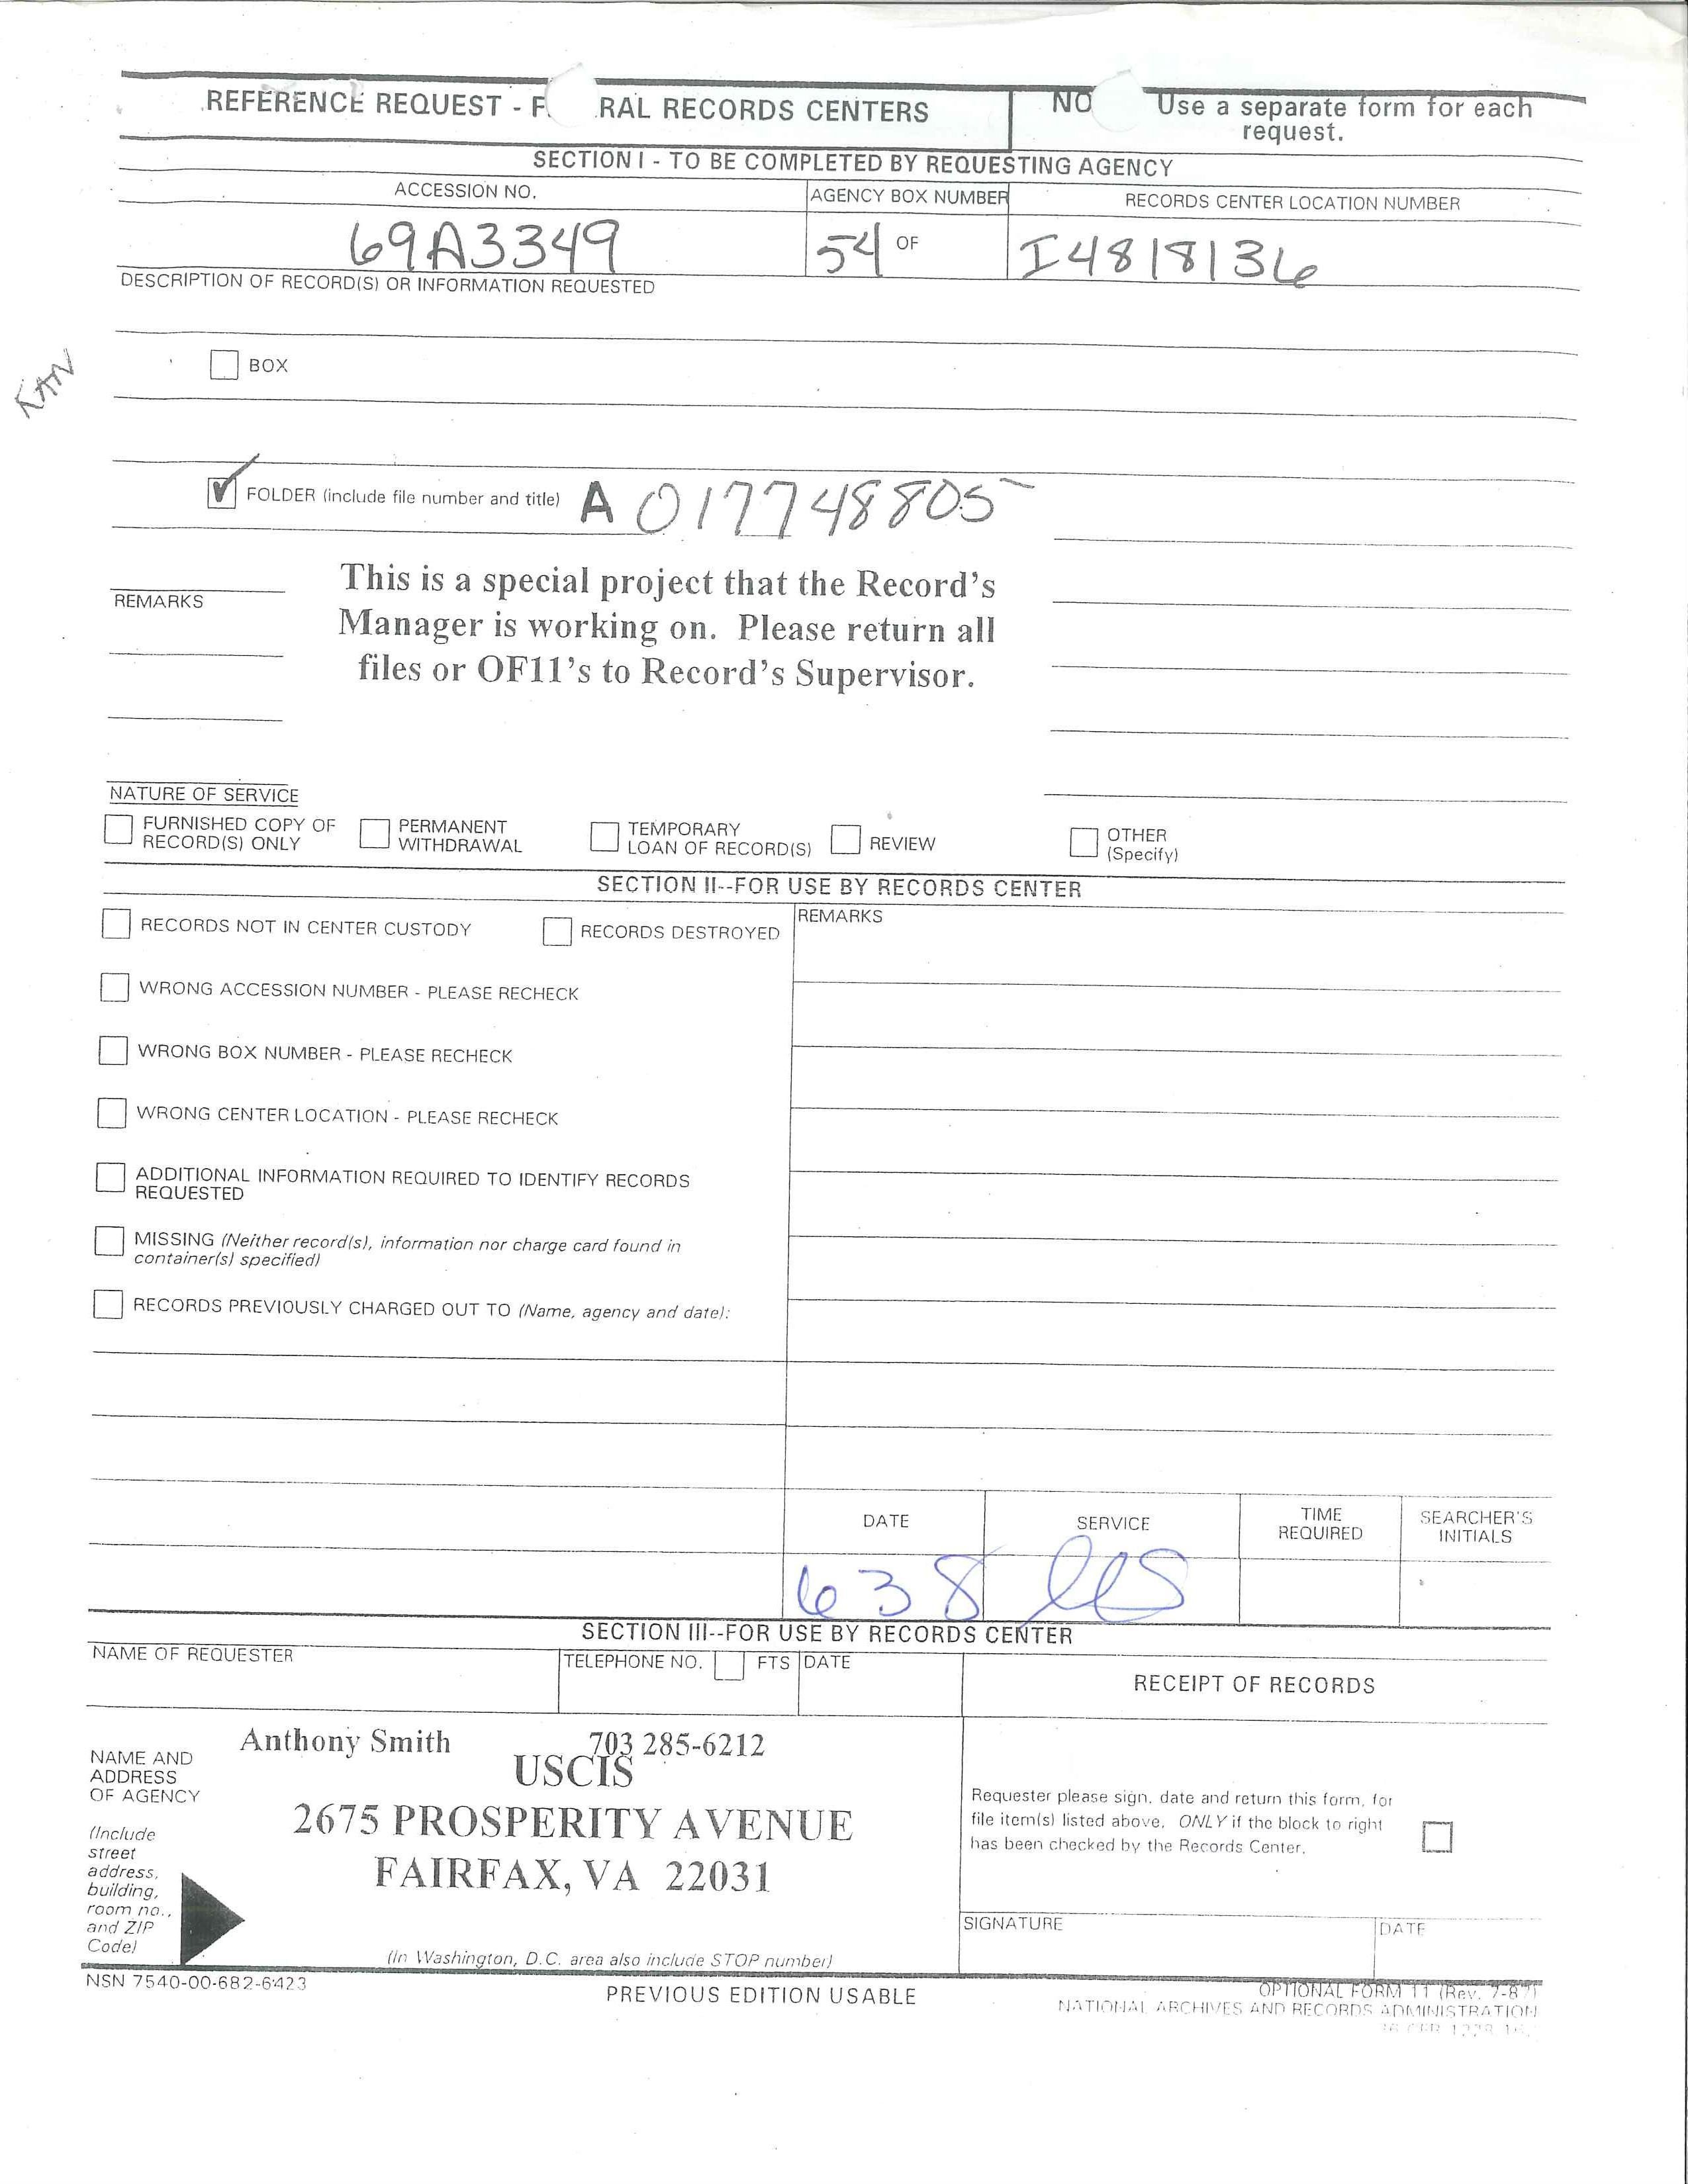 REFERENCE REQUEST - F RAL RECORDS CENTERS
NO Use a separate form for each
request.
SECTION I - TO BE COMPLETED BY REQUESTING AGENCY
ACCESSION NO. AGENCY BOX NUMBER RECORDS CENTER LOCATION NUMBER
69A3349 54 OF I4818136
DESCRIPTION OF RECORD(S) OR INFORMATION REQUESTED
BOX
FOLDER (include file number and title) A 017748805
This is a special project that the Record's
REMARKS
Manager is working on. Please return all
files or OF11's to Record's Supervisor.
NATURE OF SERVICE
FURNISHED COPY OF RECORD(S) ONLY
PERMANENT WITHDRAWAL
TEMPORARY LOAN OF RECORD(S)
REVIEW
OTHER (Specify)
SECTION II--FOR USE BY RECORDS CENTER
RECORDS NOT IN CENTER CUSTODY RECORDS DESTROYED REMARKS
WRONG ACCESSION NUMBER - PLEASE RECHECK
WRONG BOX NUMBER - PLEASE RECHECK
WRONG CENTER LOCATION - PLEASE RECHECK
ADDITIONAL INFORMATION REQUIRED TO IDENTIFY RECORDS
REQUESTED
MISSING (Neither record(s), information nor charge card found in
container(s) specified)
RECORDS PREVIOUSLY CHARGED OUT TO (Name, agency and date):
DATE SERVICE TIME REQUIRED SEARCHER'S INITIALS
638
SECTION III--FOR USE BY RECORDS CENTER
NAME OF REQUESTER TELEPHONE NO. FTS DATE
RECEIPT OF RECORDS
Anthony Smith 703 285-6212
USCIS
2675 PROSPERITY AVENUE
FAIRFAX, VA 22031
NAME AND
ADDRESS
OF AGENCY
(Include
street
address,
building,
room no.,
and ZIP
Code)
(In Washington, D.C. area also include STOP number)
Requester please sign, date and return this form, for
file item(s) listed above, ONLY if the block to right
has been checked by the Records Center.
SIGNATURE DATE
NSN 7540-00-682-6423
PREVIOUS EDITION USABLE
OPTIONAL FORM 11 (Rev. 7-87)
NATIONAL ARCHIVES AND RECORDS ADMINISTRATION